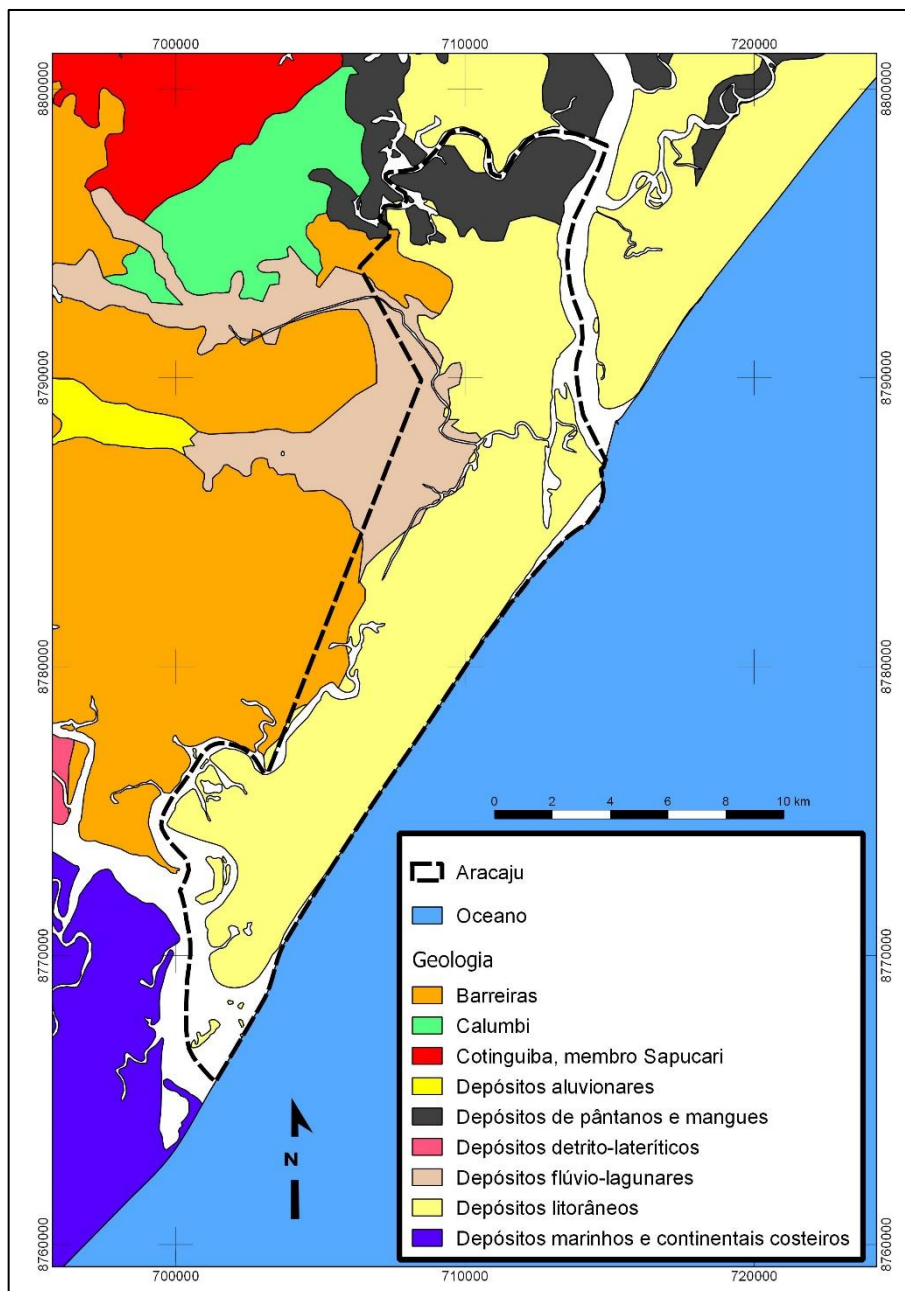 700000
710000
720000
8800000
8800000
8790000
8790000
8780000
8780000
0 2 4 6 8 10 km
Aracaju
Oceano
8770000
8770000
Geologia
Barreiras
Calumbi
Cotinguiba, membro Sapucari
Depósitos aluvionares
Depósitos de pântanos e mangues
Depósitos detrito-lateríticos
N
Depósitos flúvio-lagunares
Depósitos litorâneos
Depósitos marinhos e continentais costeiros
8760000
8760000
700000
710000
720000